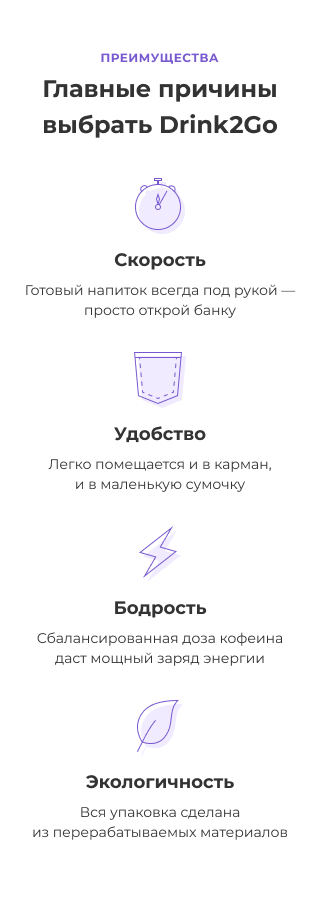 ПРЕИМУЩЕСТВА
Главные причины
выбрать Drink2Go
Скорость
Готовый напиток всегда под рукой —
просто открой банку
Удобство
Легко помещается и в карман,
и в маленькую сумочку
Бодрость
Сбалансированная доза кофеина
даст мощный заряд энергии
Экологичность
Вся упаковка сделана
из перерабатываемых материалов